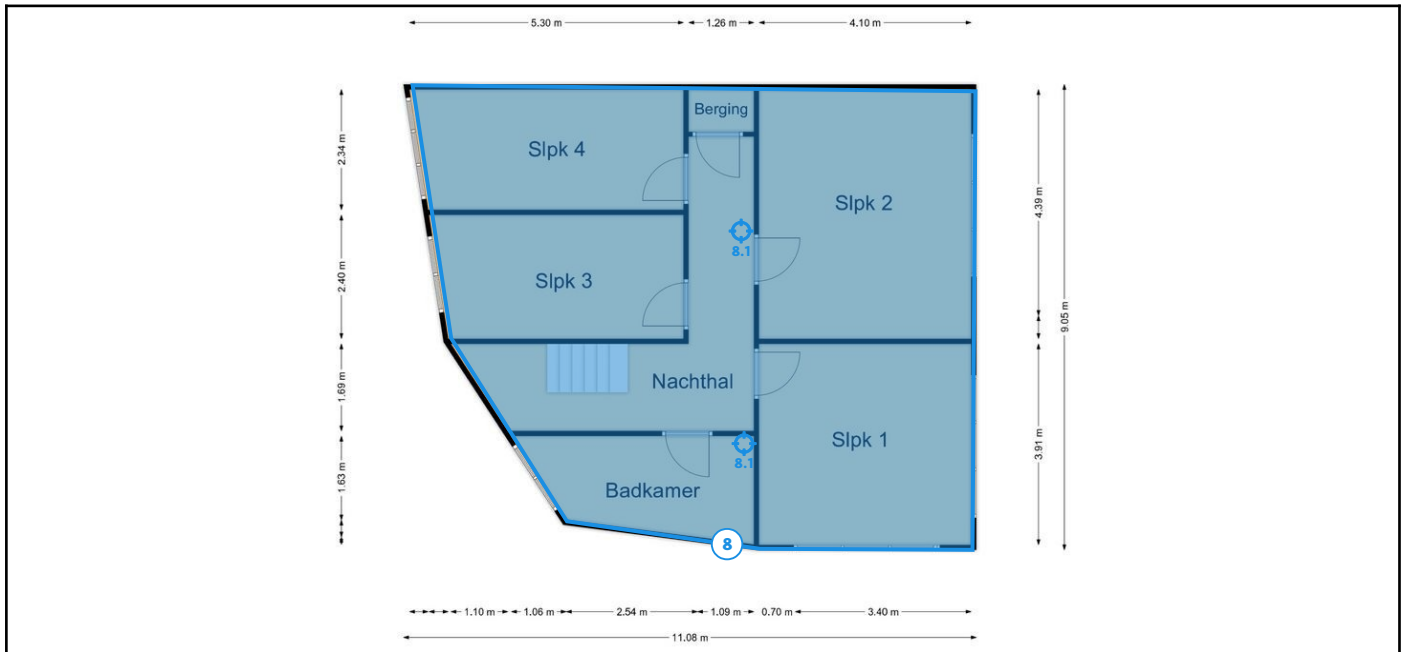 5.30 m
1.26 m
4.10 m
Berging
Slpk 4
Slpk 2
2.34 m
4.39 m
8.1
Slpk 3
2.40 m
9.05 m
Nachthal
1.69 m
Slpk 1
3.91 m
8.1
Badkamer
1.63 m
8
1.10 m
1.06 m
2.54 m
1.09 m
0.70 m
3.40 m
11.08 m